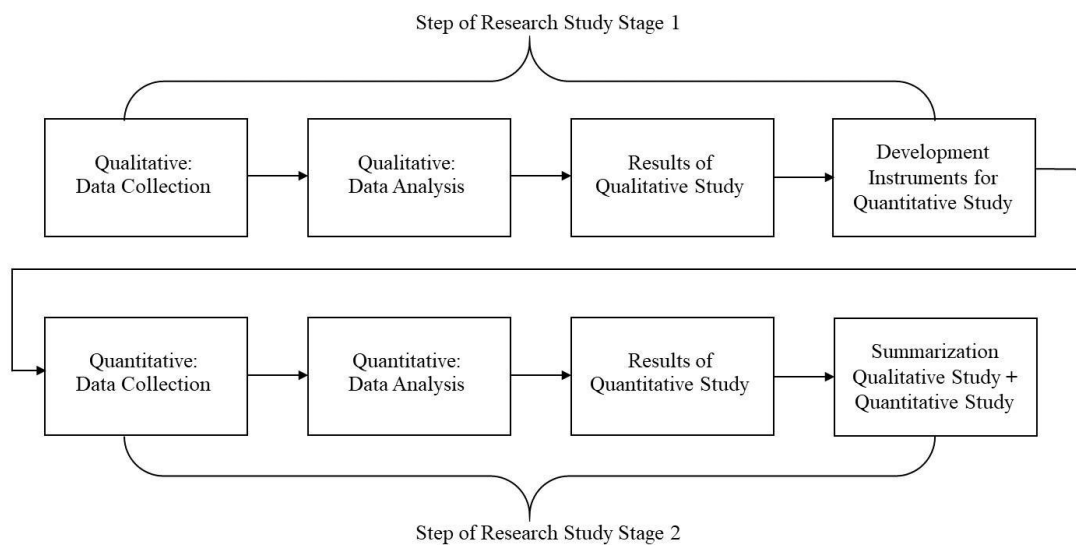 Step of Research Study Stage 1
Qualitative:
Data Collection
Qualitative:
Data Analysis
Results of
Qualitative Study
Development
Instruments for
Quantitative Study
Quantitative:
Data Collection
Quantitative:
Data Analysis
Results of
Quantitative Study
Summarization
Qualitative Study +
Quantitative Study
Step of Research Study Stage 2